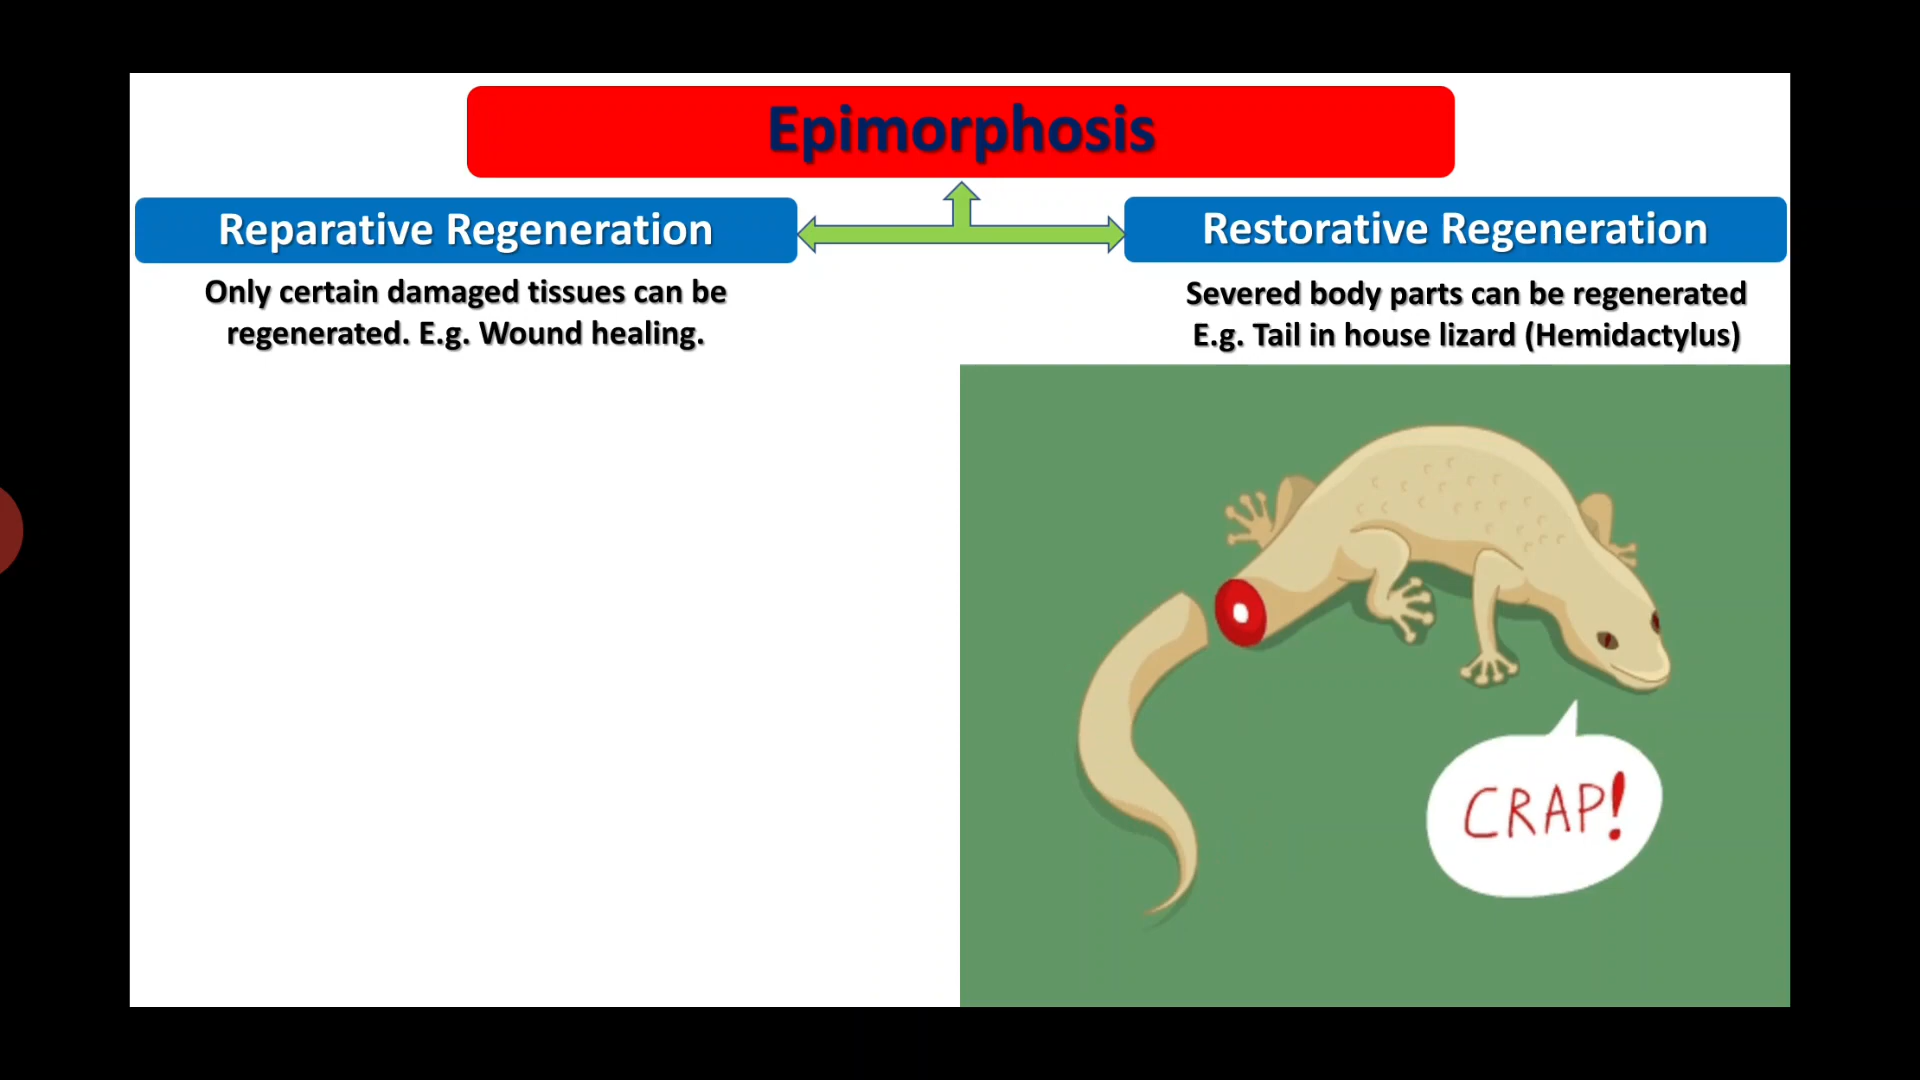 Epimorphosis
Reparative Regeneration
Only certain damaged tissues can be
regenerated. E.g. Wound healing.
Restorative Regeneration
Severed body parts can be regenerated
E.g. Tail in house lizard (Hemidactylus)
CRAP!